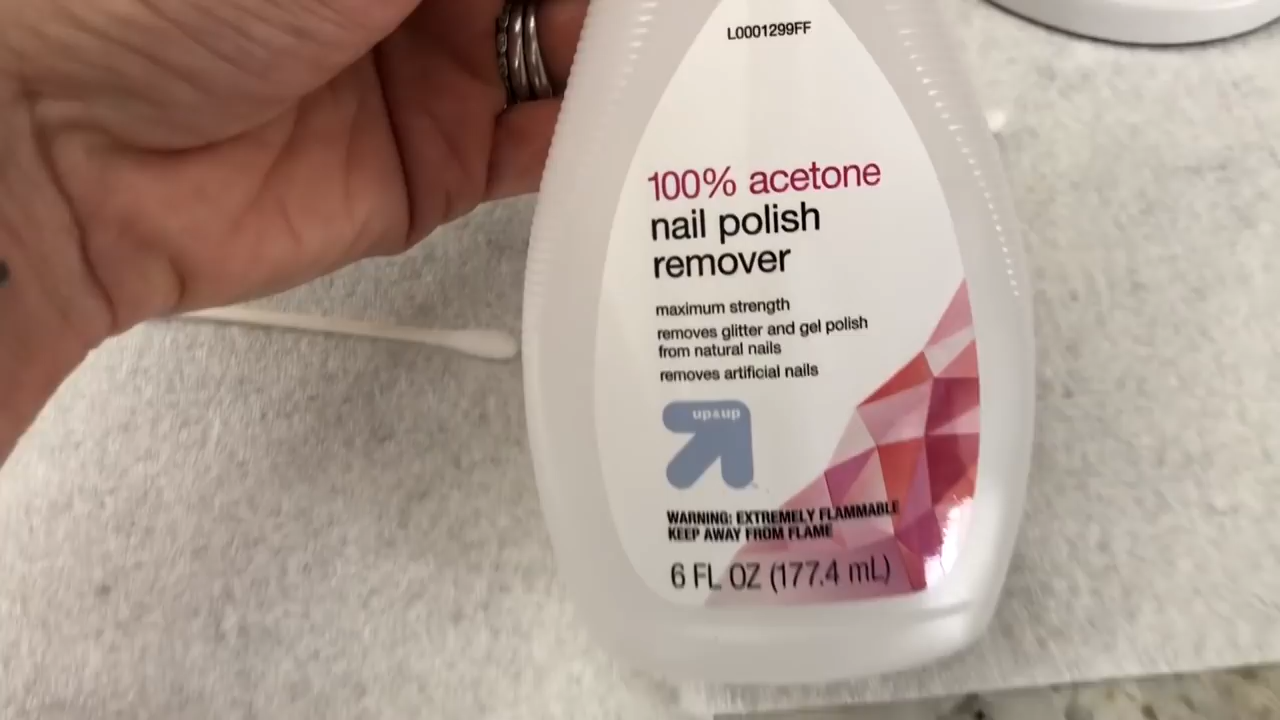 L0001299FF
100% acetone
nail polish
remover
maximum strength
removes glitter and gel polish
from natural nails
removes artificial nails
up&up
WARNING: EXTREMELY FLAMMABLE
KEEP AWAY FROM FLAME
6 FL OZ (177.4 mL)